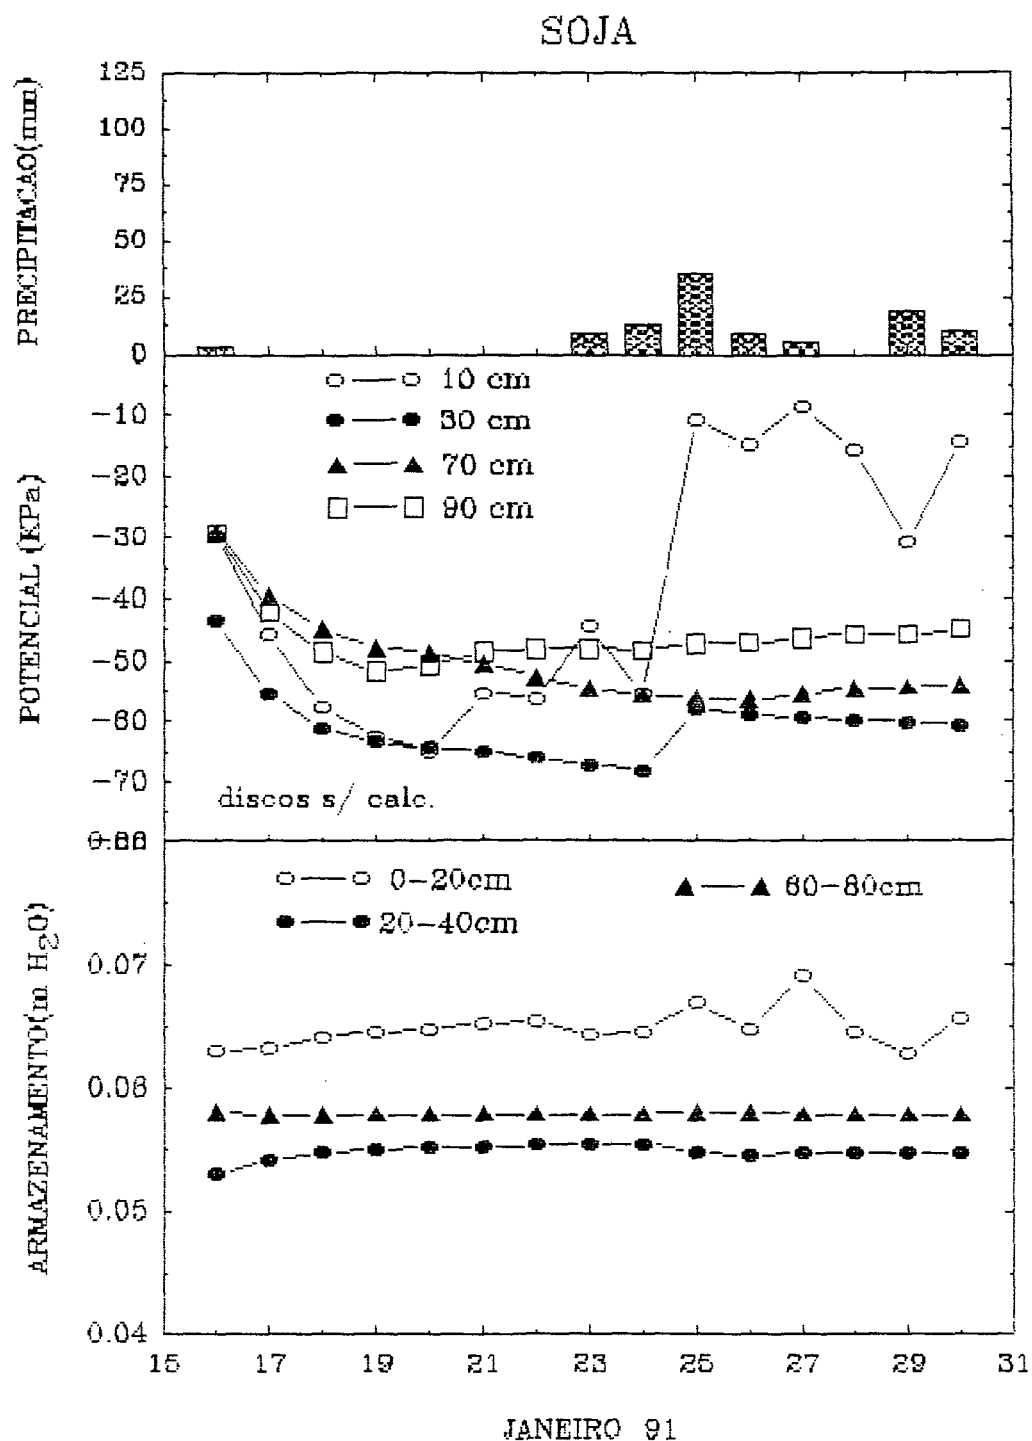 SOJA
PRECIPITACAO(mm)
125
100
75
50
25
0
POTENCIAL (KPa)
-10
-20
-30
-40
-50
-60
-70
10 cm
30 cm
70 cm
90 cm
discos s/ calc.
ARMAZENAMENTO(m H2O)
0.07
0.06
0.05
0.04
0-20cm
20-40cm
60-80cm
15 17 19 21 23 25 27 29 31
JANEIRO 91